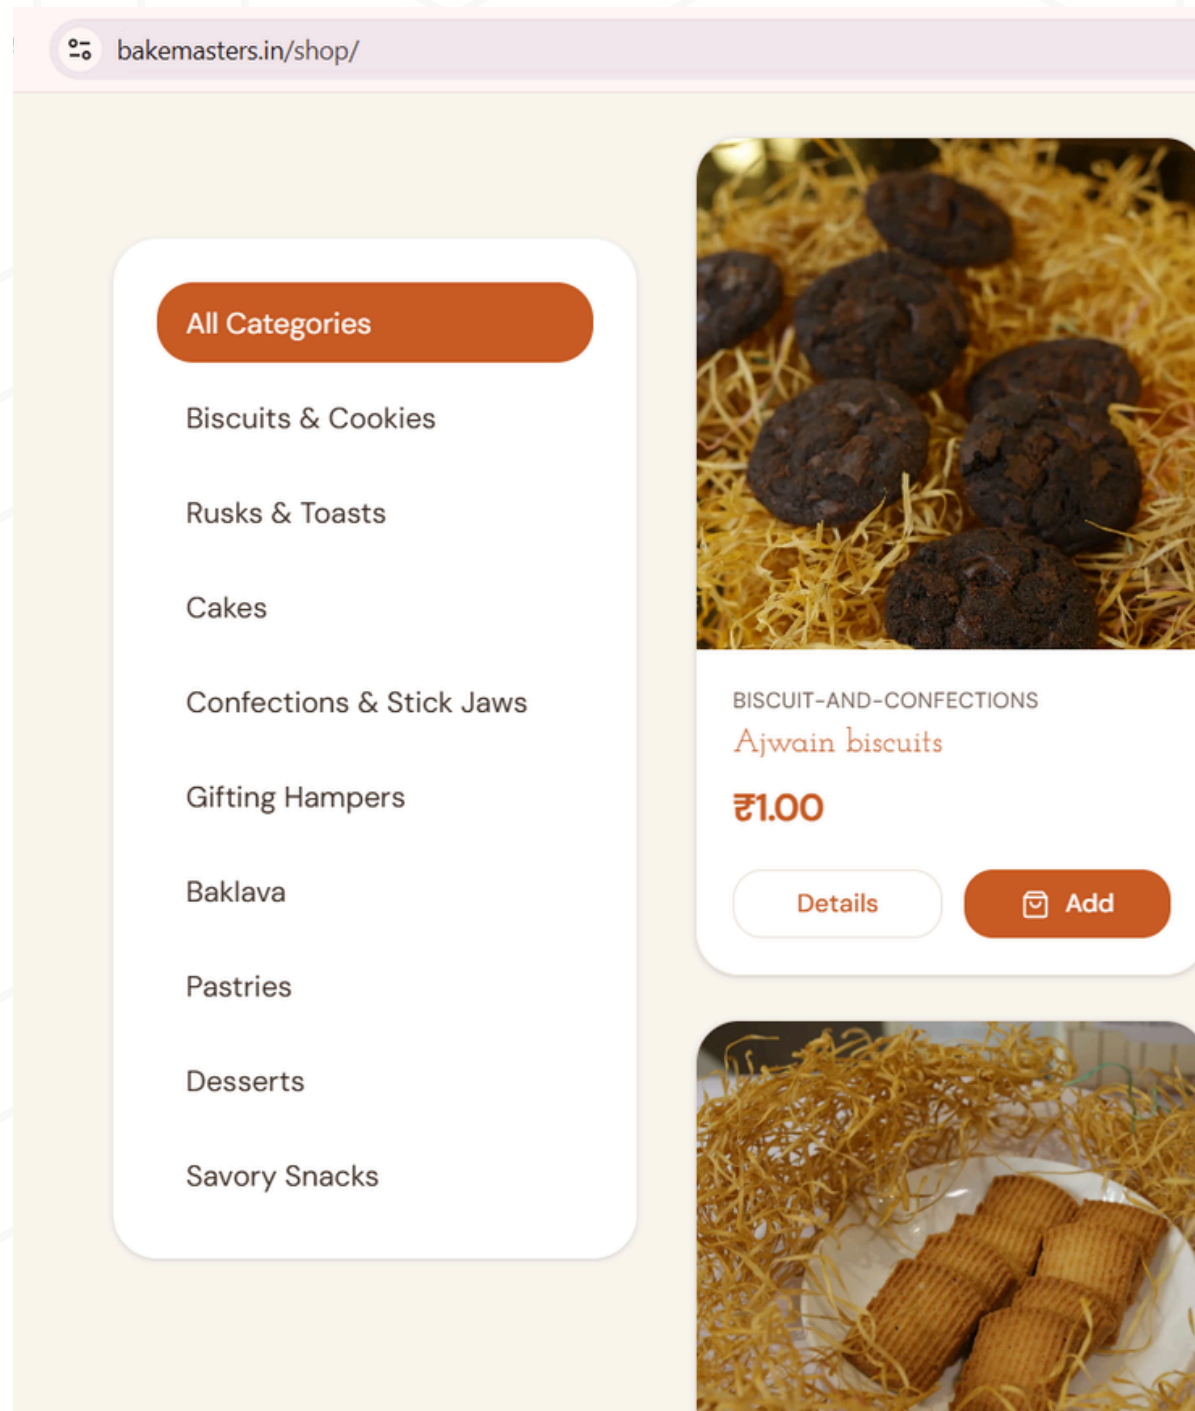 bakemasters.in/shop/
All Categories
Biscuits & Cookies
Rusks & Toasts
Cakes
Confections & Stick Jaws
Gifting Hampers
Baklava
Pastries
Desserts
Savory Snacks
BISCUIT-AND-CONFECTIONS
Ajwain biscuits
₹1.00
Details
Add